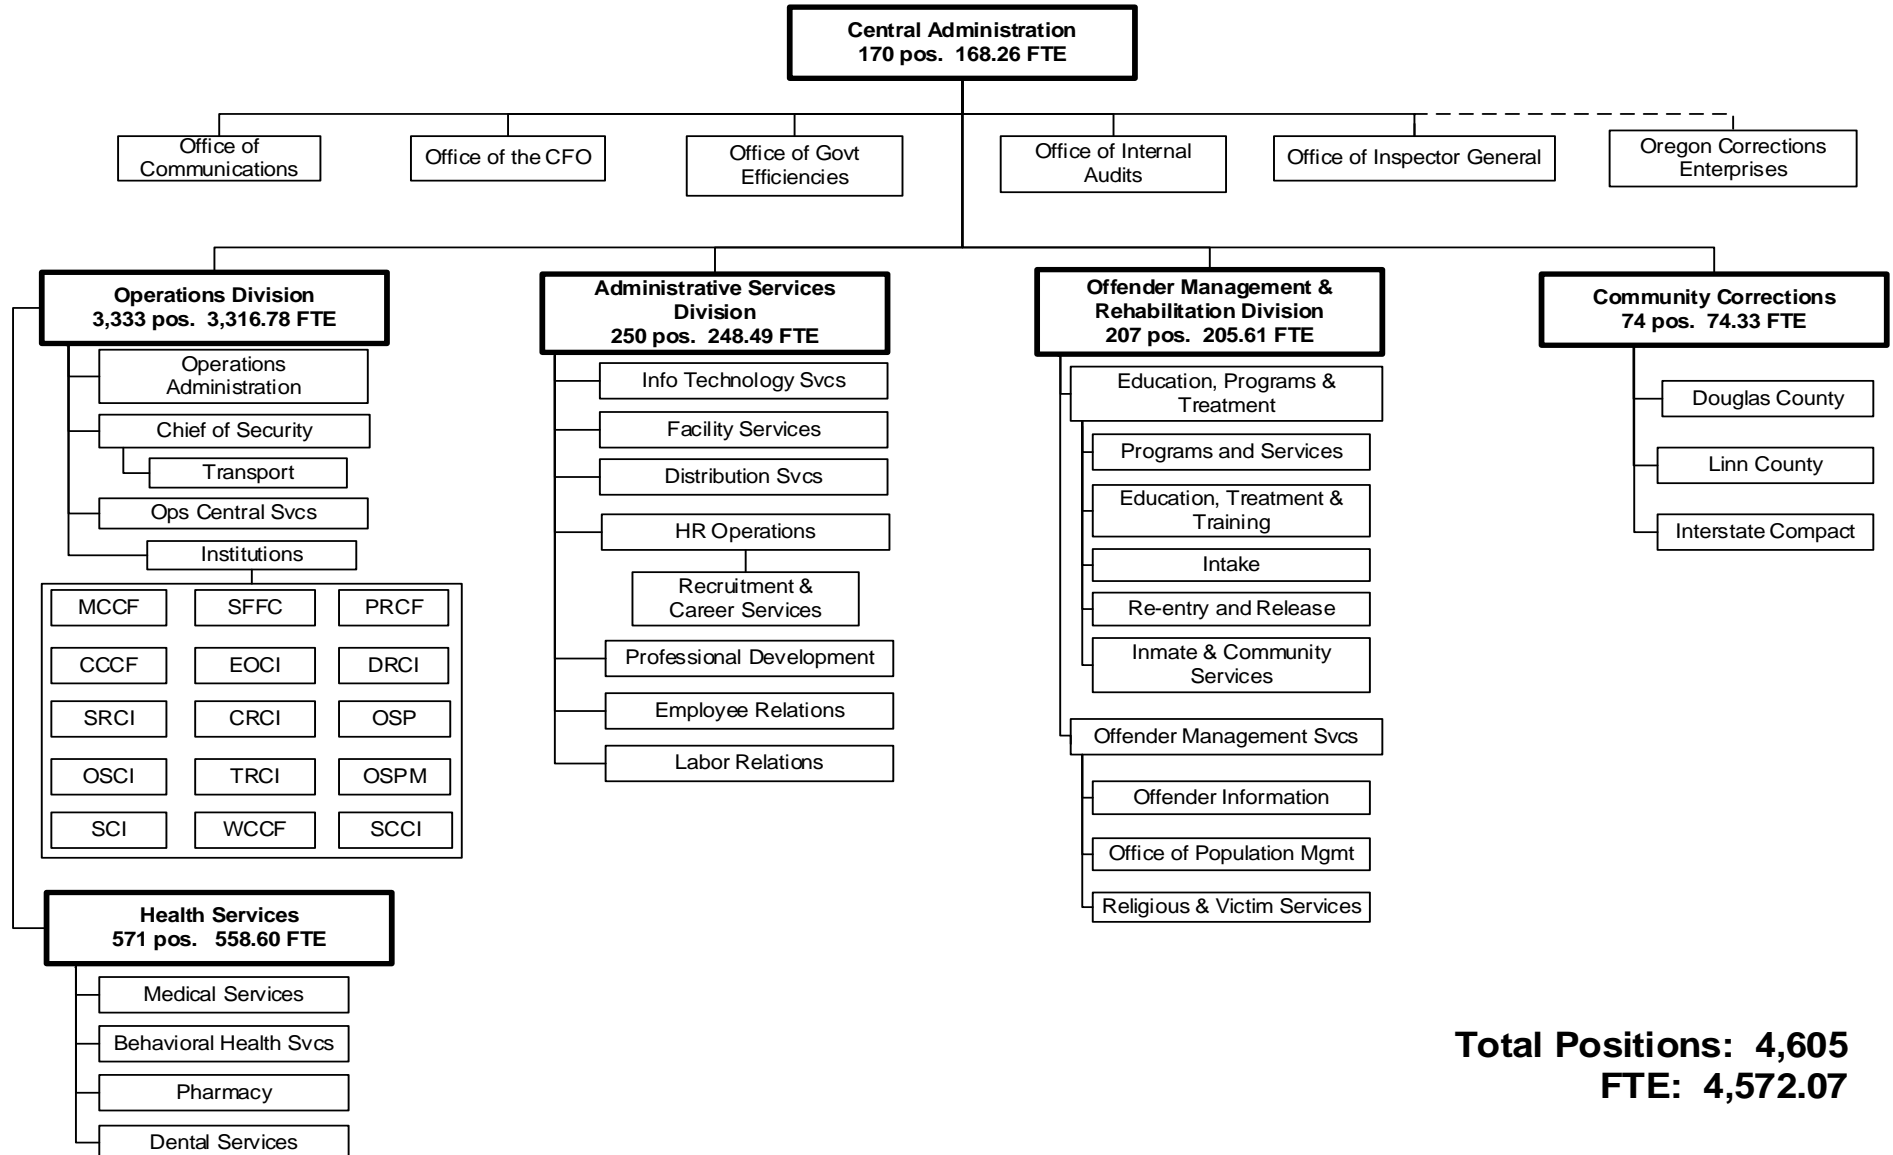 Central Administration
170 pos.  168.26 FTE
Office of
Communications
Office of the CFO
Office of Govt
Efficiencies
Office of Internal
Audits
Office of Inspector General
Oregon Corrections
Enterprises
Operations Division
3,333 pos.  3,316.78 FTE
Operations
Administration
Chief of Security
Transport
Ops Central Svcs
Institutions
MCCF
SFFC
PRCF
CCCF
EOCI
DRCI
SRCI
CRCI
OSP
OSCI
TRCI
OSPM
SCI
WCCF
SCCI
Health Services
571 pos.   558.60 FTE
Medical Services
Behavioral Health Svcs
Pharmacy
Dental Services
Administrative Services
Division
250 pos.  248.49 FTE
Info Technology Svcs
Facility Services
Distribution Svcs
HR Operations
Recruitment &
Career Services
Professional Development
Employee Relations
Labor Relations
Offender Management &
Rehabilitation Division
207 pos.  205.61 FTE
Education, Programs &
Treatment
Programs and Services
Education, Treatment &
Training
Intake
Re-entry and Release
Inmate & Community
Services
Offender Management Svcs
Offender Information
Office of Population Mgmt
Religious & Victim Services
Community Corrections
74 pos.  74.33 FTE
Douglas County
Linn County
Interstate Compact
Total Positions:  4,605
FTE:  4,572.07